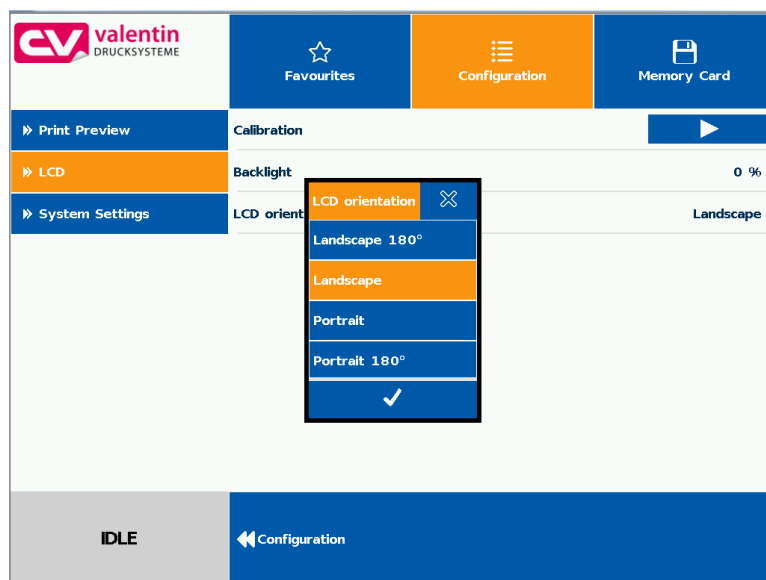 valentin
DRUCKSYSTEME
Favourites
Configuration
Memory Card
Print Preview
LCD
System Settings
Calibration
Backlight
0 %
LCD orient
Landscape
LCD orientation
Landscape 180°
Landscape
Portrait
Portrait 180°
IDLE
Configuration